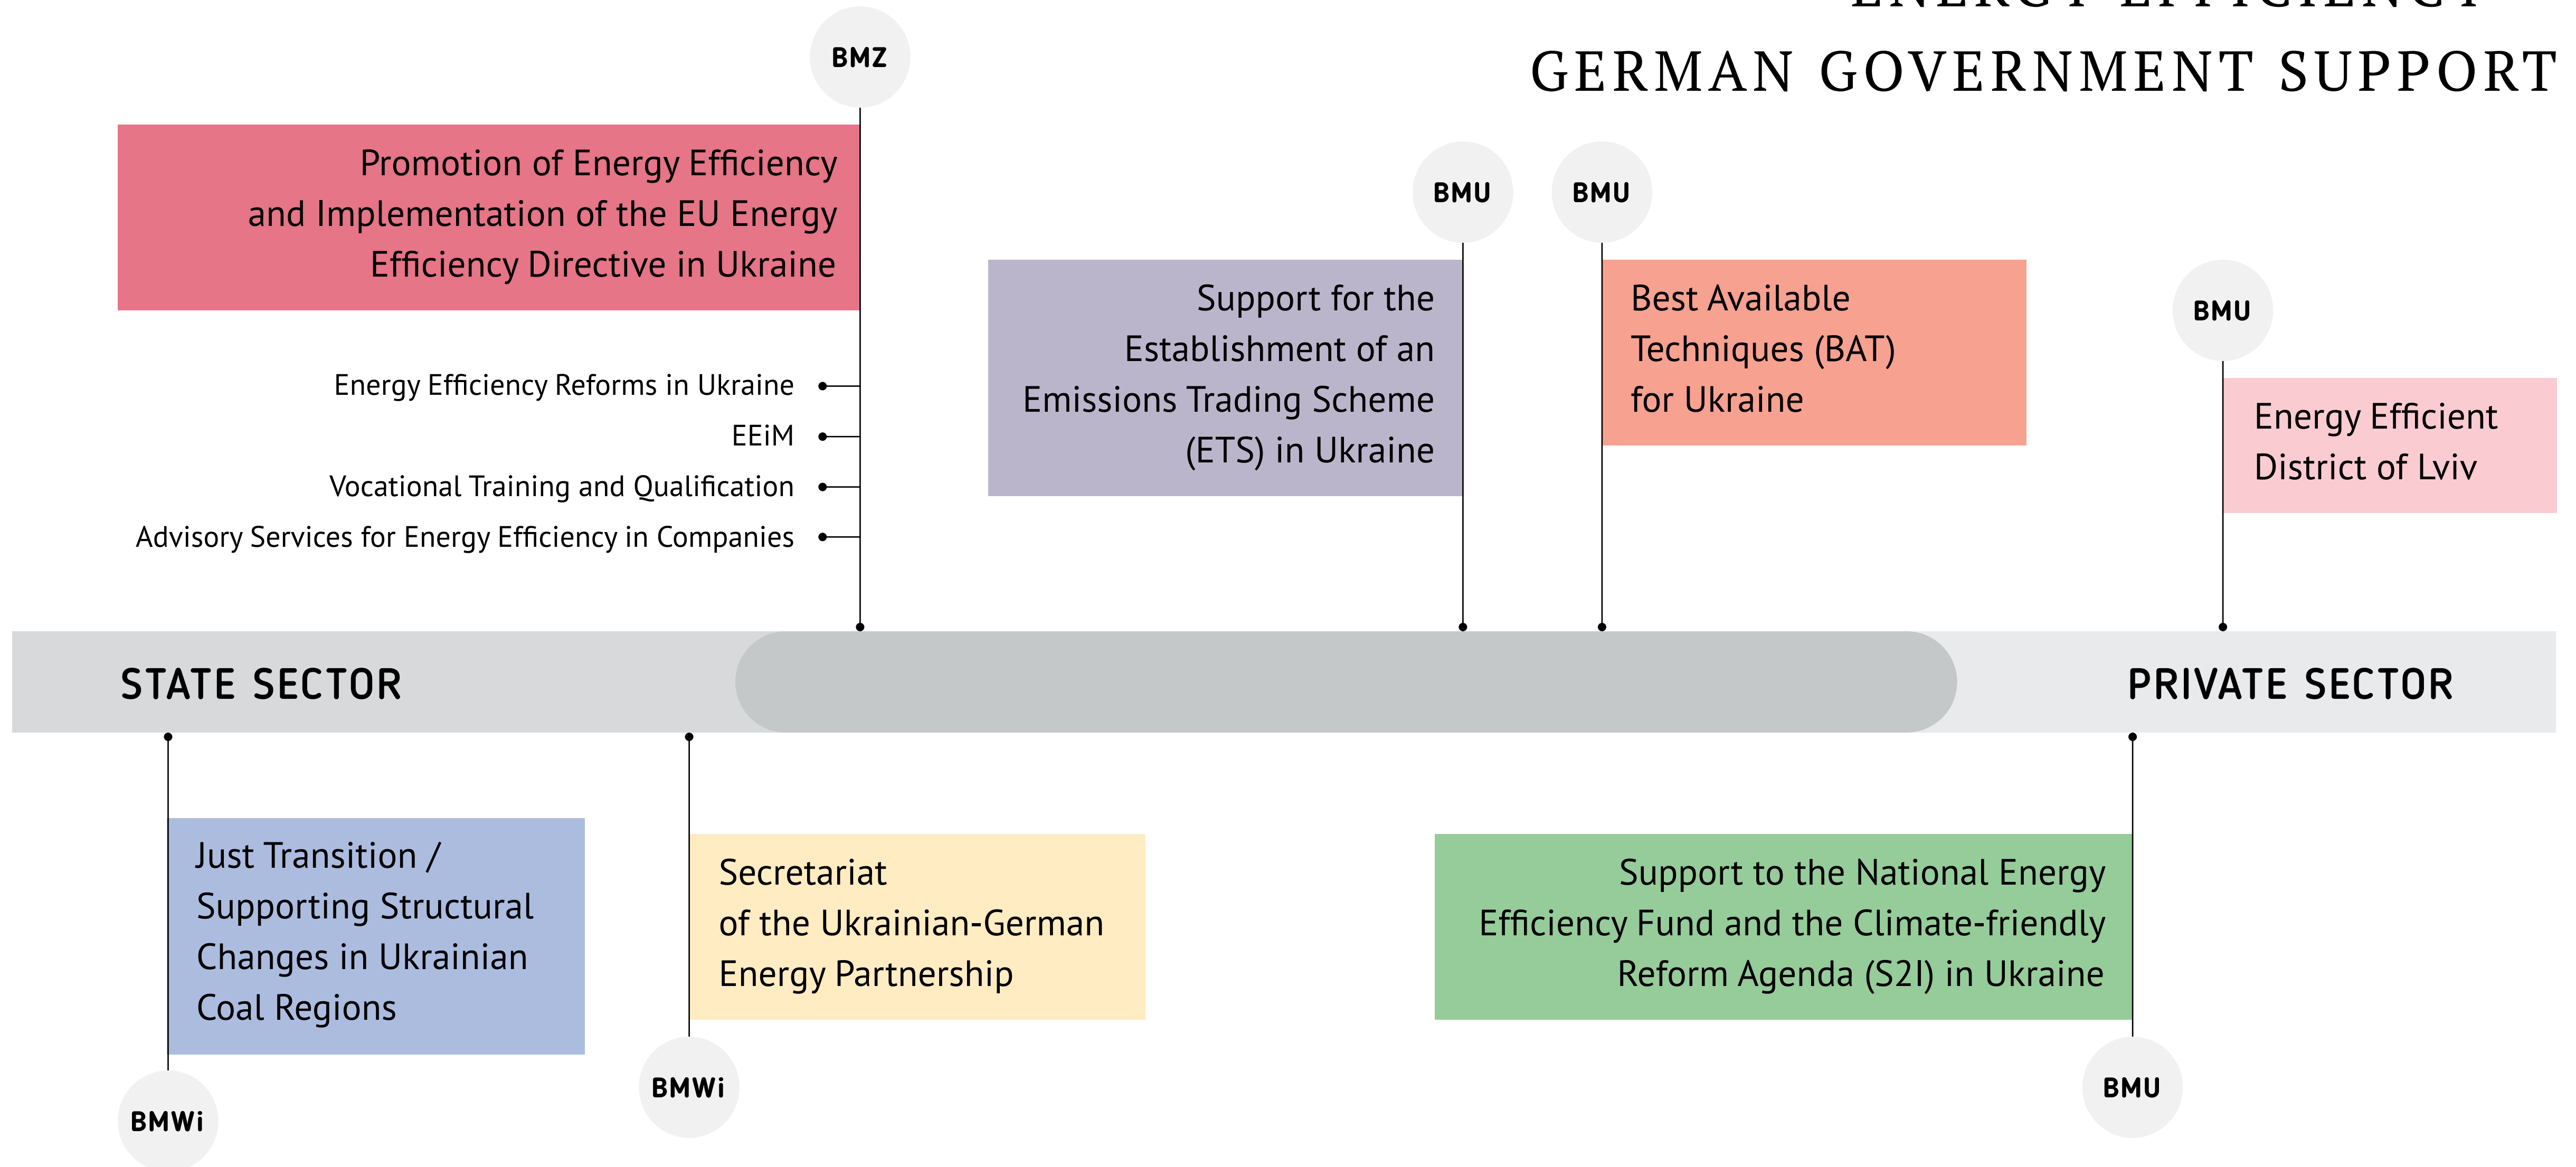 ENERGY EFFICIENCY
GERMAN GOVERNMENT SUPPORT
BMZ
Promotion of Energy Efficiency
and Implementation of the EU Energy
Efficiency Directive in Ukraine
Energy Efficiency Reforms in Ukraine
EEiM
Vocational Training and Qualification
Advisory Services for Energy Efficiency in Companies
BMU
Support for the
Establishment of an
Emissions Trading Scheme
(ETS) in Ukraine
BMU
Best Available
Techniques (BAT)
for Ukraine
BMU
Energy Efficient
District of Lviv
STATE SECTOR
PRIVATE SECTOR
Just Transition /
Supporting Structural
Changes in Ukrainian
Coal Regions
BMWi
Secretariat
of the Ukrainian-German
Energy Partnership
BMWi
Support to the National Energy
Efficiency Fund and the Climate-friendly
Reform Agenda (S2I) in Ukraine
BMU